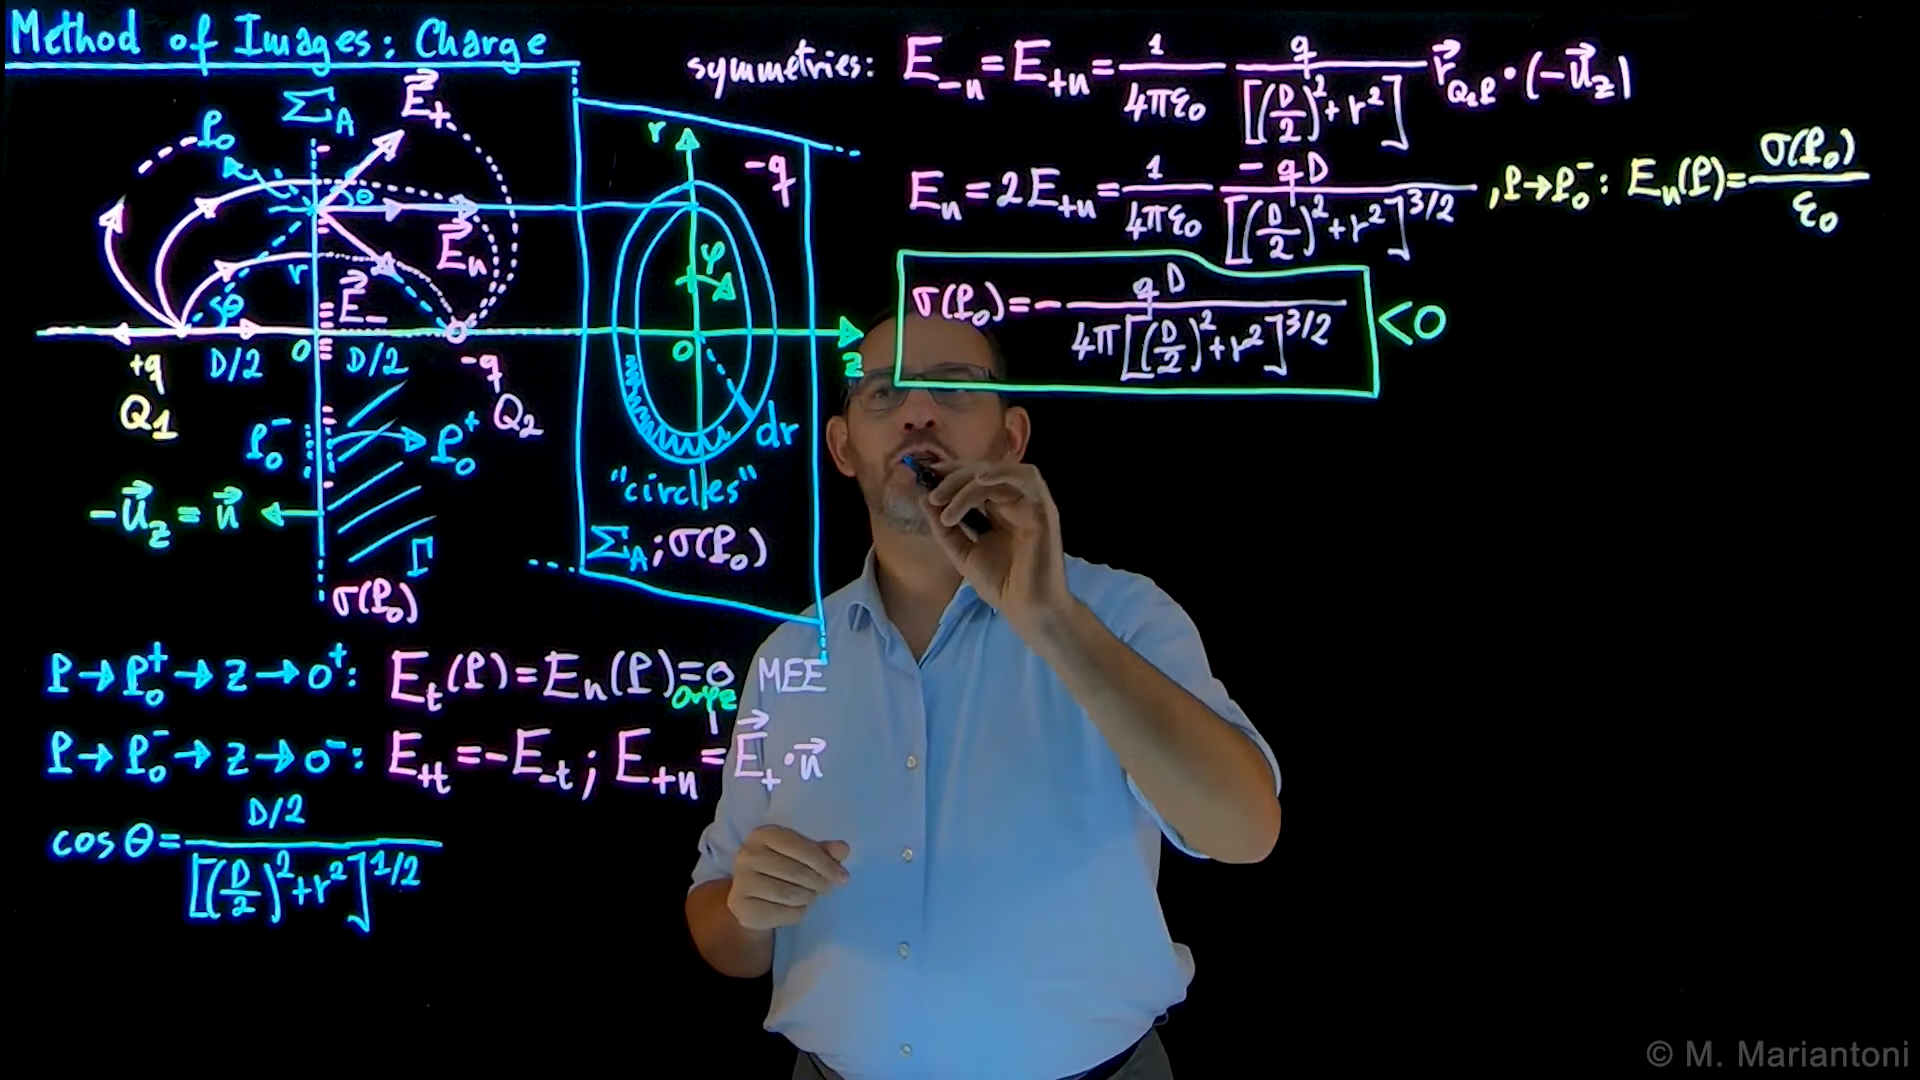 Method of Images: Charge
symmetries: E₋ₙ = E₊ₙ = 1/(4πε₀) q/[(D/2)² + r²] r⃗_Q₂P · (-u⃗_z)
Eₙ = 2E₊ₙ = 1/(4πε₀) -qD/[(D/2)² + r²]^3/2 , P → P₀⁻ : Eₙ(P) = σ(P₀)/ε₀
σ(P₀) = - qD/(4π[(D/2)² + r²]^3/2) < 0
Σ_A
E⃗₊
P₀
θ
E⃗ₙ
r
θ
E⃗₋
+q
D/2
0
D/2
-q
Q1
Q₂
P₀⁻
P₀⁺
-u⃗_z = n⃗
Γ
σ(P₀)
r
-q
φ
0
z
dr
"circles"
Σ_A ; σ(P₀)
P → P₀⁺ → z → 0⁺ : E_t(P) = Eₙ(P) = 0 MEE
0rφz
P → P₀⁻ → z → 0⁻ : E₊t = -E₋t ; E₊ₙ = E⃗₊ · n⃗
cos θ = D/2 / [(D/2)² + r²]^1/2
© M. Mariantoni